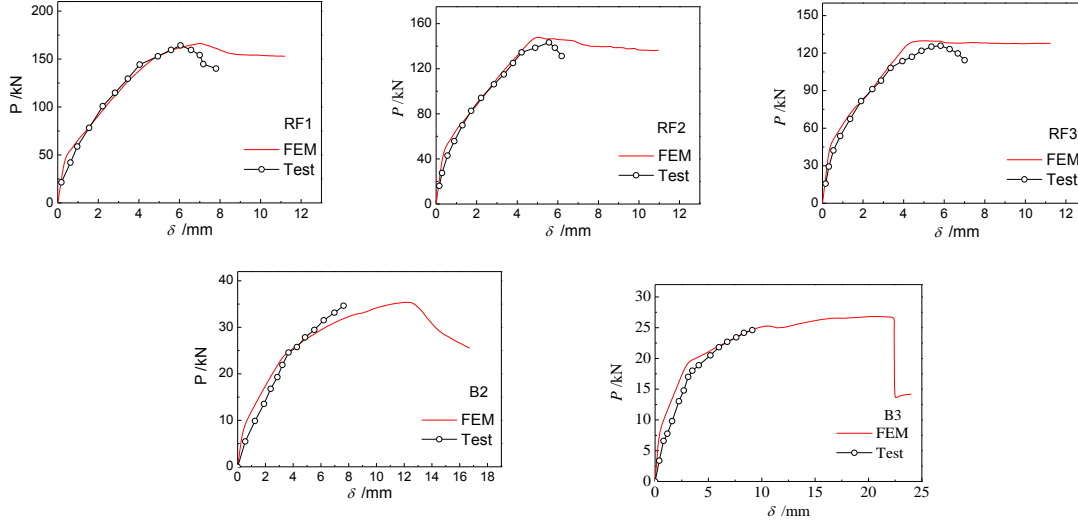 P /kN
200
150
100
50
0
0 2 4 6 8 10 12
δ /mm
RF1
FEM
Test
P /kN
160
120
80
40
0
0 2 4 6 8 10 12
δ /mm
RF2
FEM
Test
P /kN
150
120
90
60
30
0
0 2 4 6 8 10 12
δ /mm
RF3
FEM
Test
P /kN
40
30
20
10
0
0 2 4 6 8 10 12 14 16 18
δ /mm
B2
FEM
Test
P /kN
30
25
20
15
10
5
0
0 5 10 15 20 25
δ /mm
B3
FEM
Test